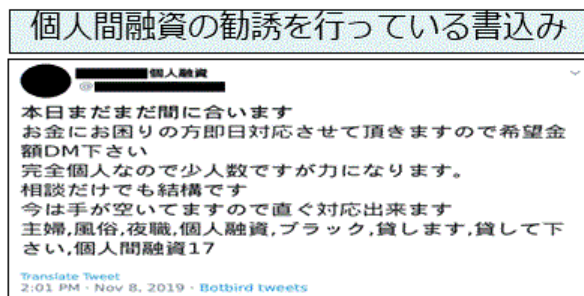 個人間融資の勧誘を行っている書込み
個人融資
@
本日まだまだ間に合います
お金にお困りの方即日対応させて頂きますので希望金
額DM下さい
完全個人なので少人数ですが力になります。
相談だけでも結構です
今は手が空いてますので直ぐ対応出来ます
主婦,風俗,夜職,個人融資,ブラック,貸します,貸して下
さい,個人間融資17
Translate Tweet
2:01 PM · Nov 8, 2019 · Botbird tweets